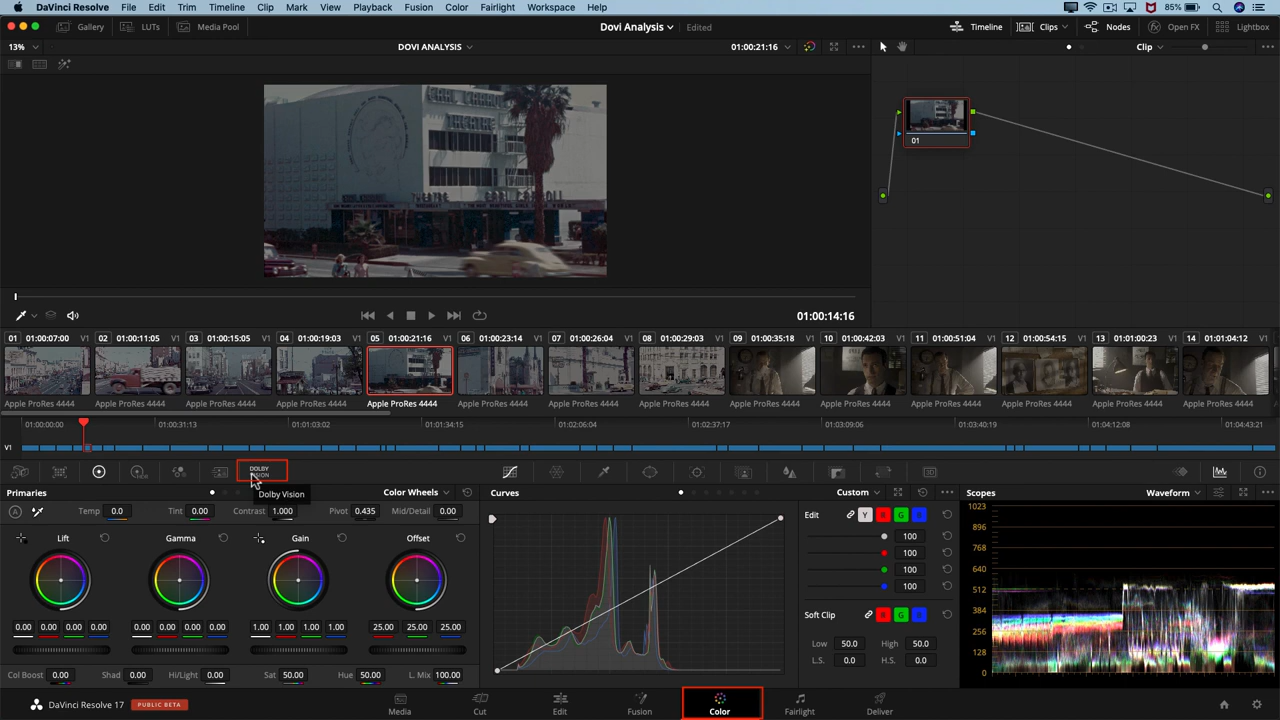 DaVinci Resolve File Edit Trim Timeline Clip Mark View Playback Fusion Color Fairlight Workspace Help 85%
Gallery LUTs Media Pool Dovi Analysis Edited Timeline Clips Nodes Open FX Lightbox
13% DOVI ANALYSIS 01:00:21:16 Clip
THEATRE
EARL CARROLL
THEATRE
01
01:00:14:16
01 01:00:07:00 V1 02 01:00:11:05 V1 03 01:00:15:05 V1 04 01:00:19:03 V1 05 01:00:21:16 V1 06 01:00:23:14 V1 07 01:00:26:04 V1 08 01:00:29:03 V1 09 01:00:35:18 V1 10 01:00:42:03 V1 11 01:00:51:04 V1 12 01:00:54:15 V1 13 01:01:00:23 V1 14 01:01:04:12 V1
Apple ProRes 4444 Apple ProRes 4444 Apple ProRes 4444 Apple ProRes 4444 Apple ProRes 4444 Apple ProRes 4444 Apple ProRes 4444 Apple ProRes 4444 Apple ProRes 4444 Apple ProRes 4444 Apple ProRes 4444 Apple ProRes 4444 Apple ProRes 4444 Apple ProRes 4444
01:00:00:00 01:00:31:13 01:01:03:02 01:01:34:15 01:02:06:04 01:02:37:17 01:03:09:06 01:03:40:19 01:04:12:08 01:04:43:21
V1
DOLBY
VISION
Dolby Vision
Primaries Color Wheels Curves Custom Scopes Waveform
Temp 0.0 Tint 0.00 Contrast 1.000 Pivot 0.435 Mid/Detail 0.00
Lift Gamma Gain Offset
0.00 0.00 0.00 0.00 0.00 0.00 0.00 0.00 1.00 1.00 1.00 1.00 25.00 25.00 25.00
Col Boost 0.00 Shad 0.00 Hi/Light 0.00 Sat 50.00 Hue 50.00 L. Mix 100.00
Edit Y R G B
100
100
100
100
Soft Clip R G B
Low 50.0 High 50.0
L.S. 0.0 H.S. 0.0
1023
896
768
640
512
384
256
128
0
DaVinci Resolve 17 PUBLIC BETA Media Cut Edit Fusion Color Fairlight Deliver